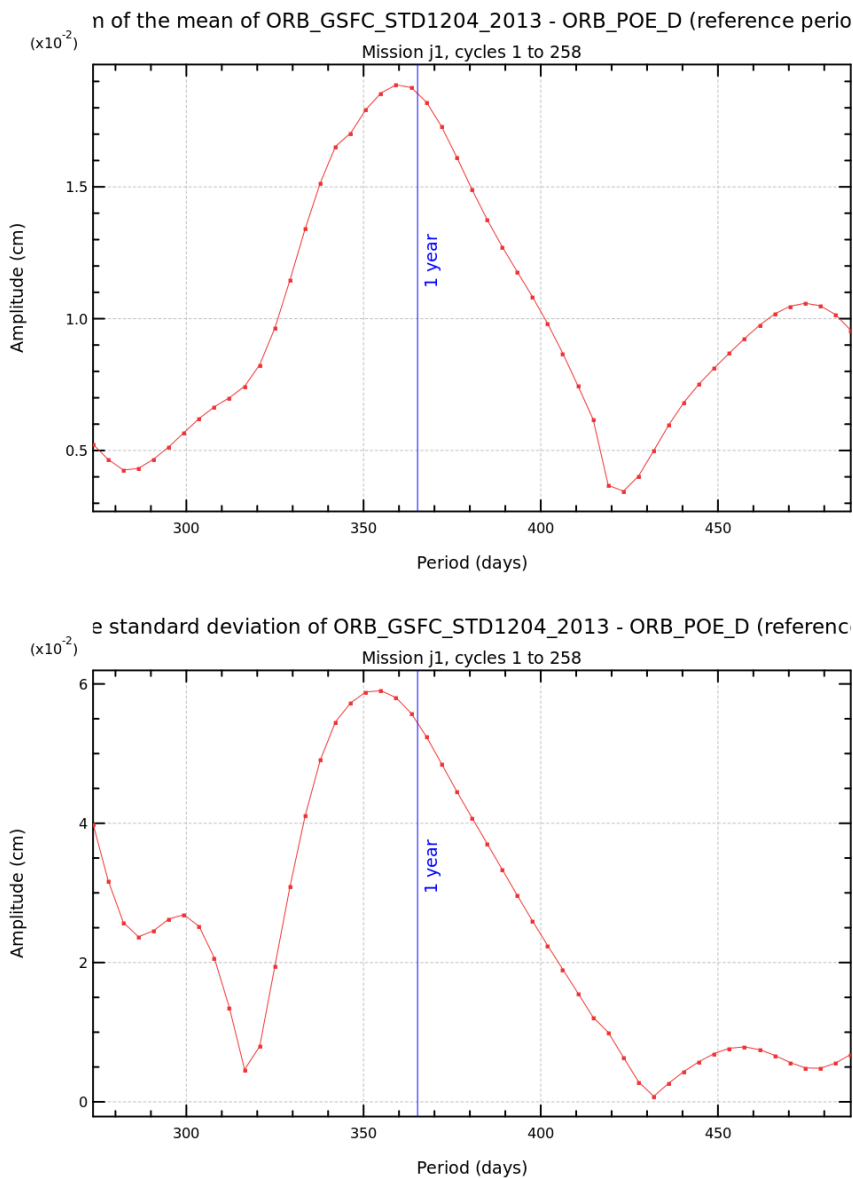 m of the mean of ORB_GSFC_STD1204_2013 - ORB_POE_D (reference perio
(x10^-2)
Mission j1, cycles 1 to 258
1.5
1.0
0.5
Amplitude (cm)
1 year
300 350 400 450
Period (days)
e standard deviation of ORB_GSFC_STD1204_2013 - ORB_POE_D (referenc
(x10^-2)
Mission j1, cycles 1 to 258
6
4
2
0
Amplitude (cm)
1 year
300 350 400 450
Period (days)